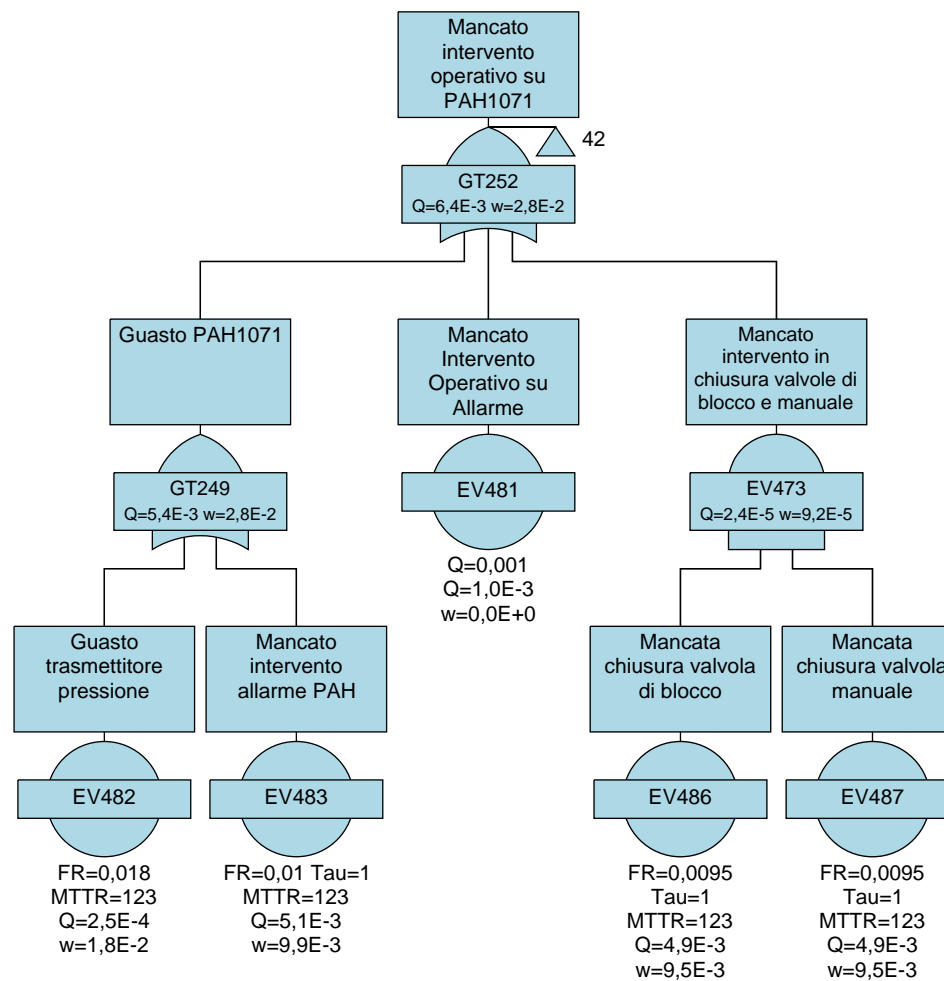 Mancato
intervento
operativo su
PAH1071
42
GT252
Q=6,4E-3 w=2,8E-2
Guasto PAH1071
Mancato
Intervento
Operativo su
Allarme
Mancato
intervento in
chiusura valvole di
blocco e manuale
GT249
Q=5,4E-3 w=2,8E-2
EV481
Q=0,001
Q=1,0E-3
w=0,0E+0
EV473
Q=2,4E-5 w=9,2E-5
Guasto
trasmettitore
pressione
Mancato
intervento
allarme PAH
Mancata
chiusura valvola
di blocco
Mancata
chiusura valvola
manuale
EV482
FR=0,018
MTTR=123
Q=2,5E-4
w=1,8E-2
EV483
FR=0,01 Tau=1
MTTR=123
Q=5,1E-3
w=9,9E-3
EV486
FR=0,0095
Tau=1
MTTR=123
Q=4,9E-3
w=9,5E-3
EV487
FR=0,0095
Tau=1
MTTR=123
Q=4,9E-3
w=9,5E-3